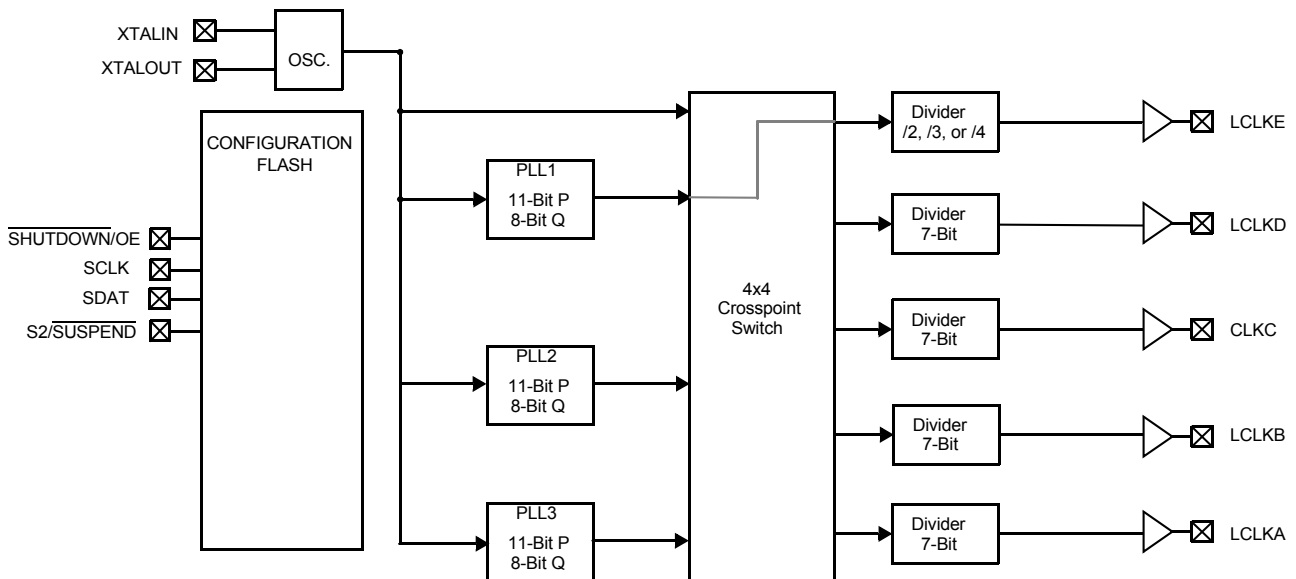 XTALIN
XTALOUT
OSC.
CONFIGURATION
FLASH
SHUTDOWN/OE
SCLK
SDAT
S2/SUSPEND
PLL1
11-Bit P
8-Bit Q
PLL2
11-Bit P
8-Bit Q
PLL3
11-Bit P
8-Bit Q
4x4
Crosspoint
Switch
Divider
/2, /3, or /4
LCLKE
Divider
7-Bit
LCLKD
Divider
7-Bit
CLKC
Divider
7-Bit
LCLKB
Divider
7-Bit
LCLKA